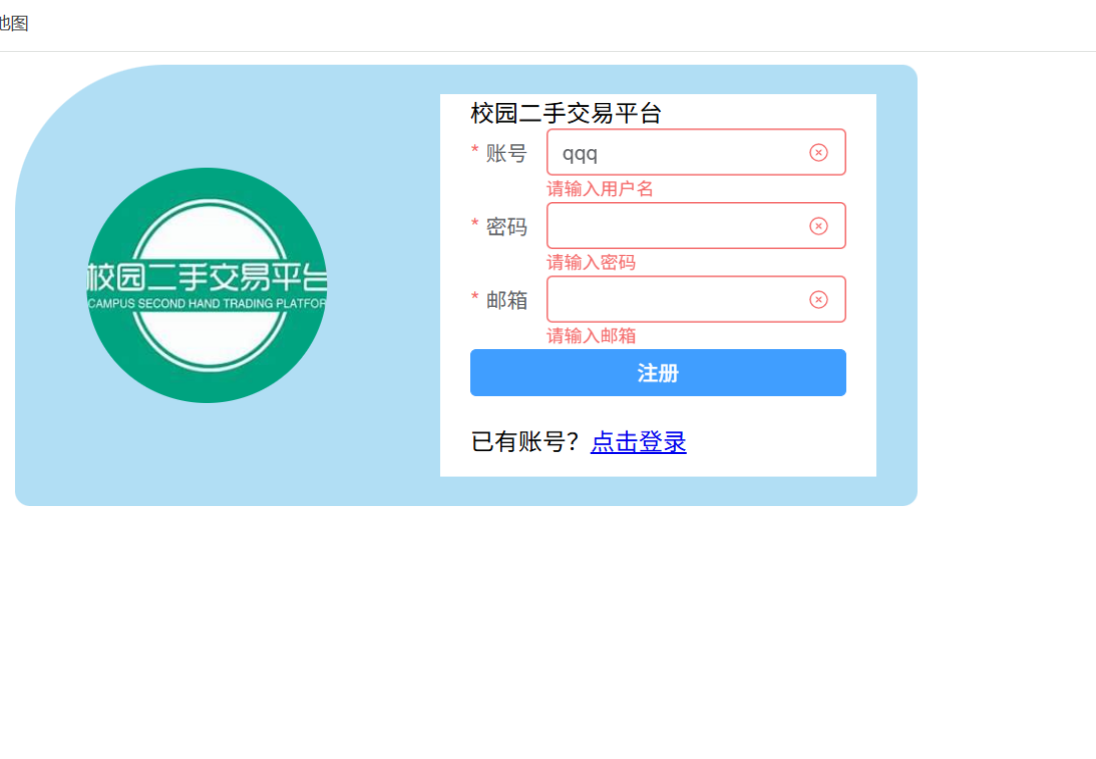 地图
校园二手交易平台
* 账号 qqq
请输入用户名
* 密码
请输入密码
* 邮箱
请输入邮箱
注册
已有账号？点击登录
校园二手交易平台
CAMPUS SECOND HAND TRADING PLATFOR